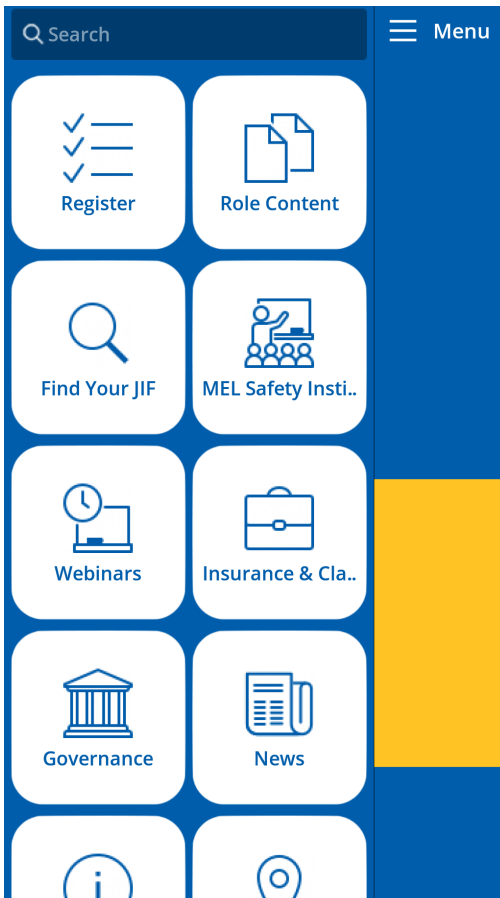 Search
Menu
Register
Role Content
Find Your JIF
MEL Safety Insti..
Webinars
Insurance & Cla..
Governance
News